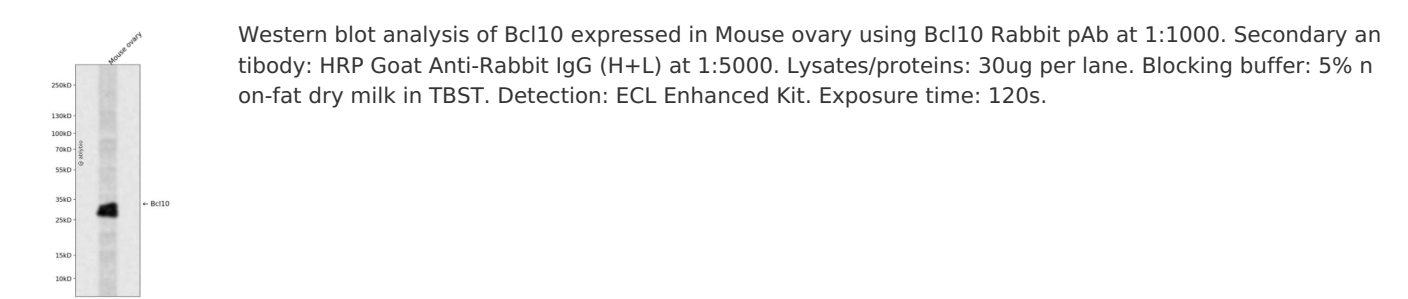 Mouse ovary
Western blot analysis of Bcl10 expressed in Mouse ovary using Bcl10 Rabbit pAb at 1:1000. Secondary an
tibody: HRP Goat Anti-Rabbit IgG (H+L) at 1:5000. Lysates/proteins: 30ug per lane. Blocking buffer: 5% n
on-fat dry milk in TBST. Detection: ECL Enhanced Kit. Exposure time: 120s.
250kD
130kD
100kD
70kD
55kD
35kD
← Bcl10
25kD
15kD
10kD